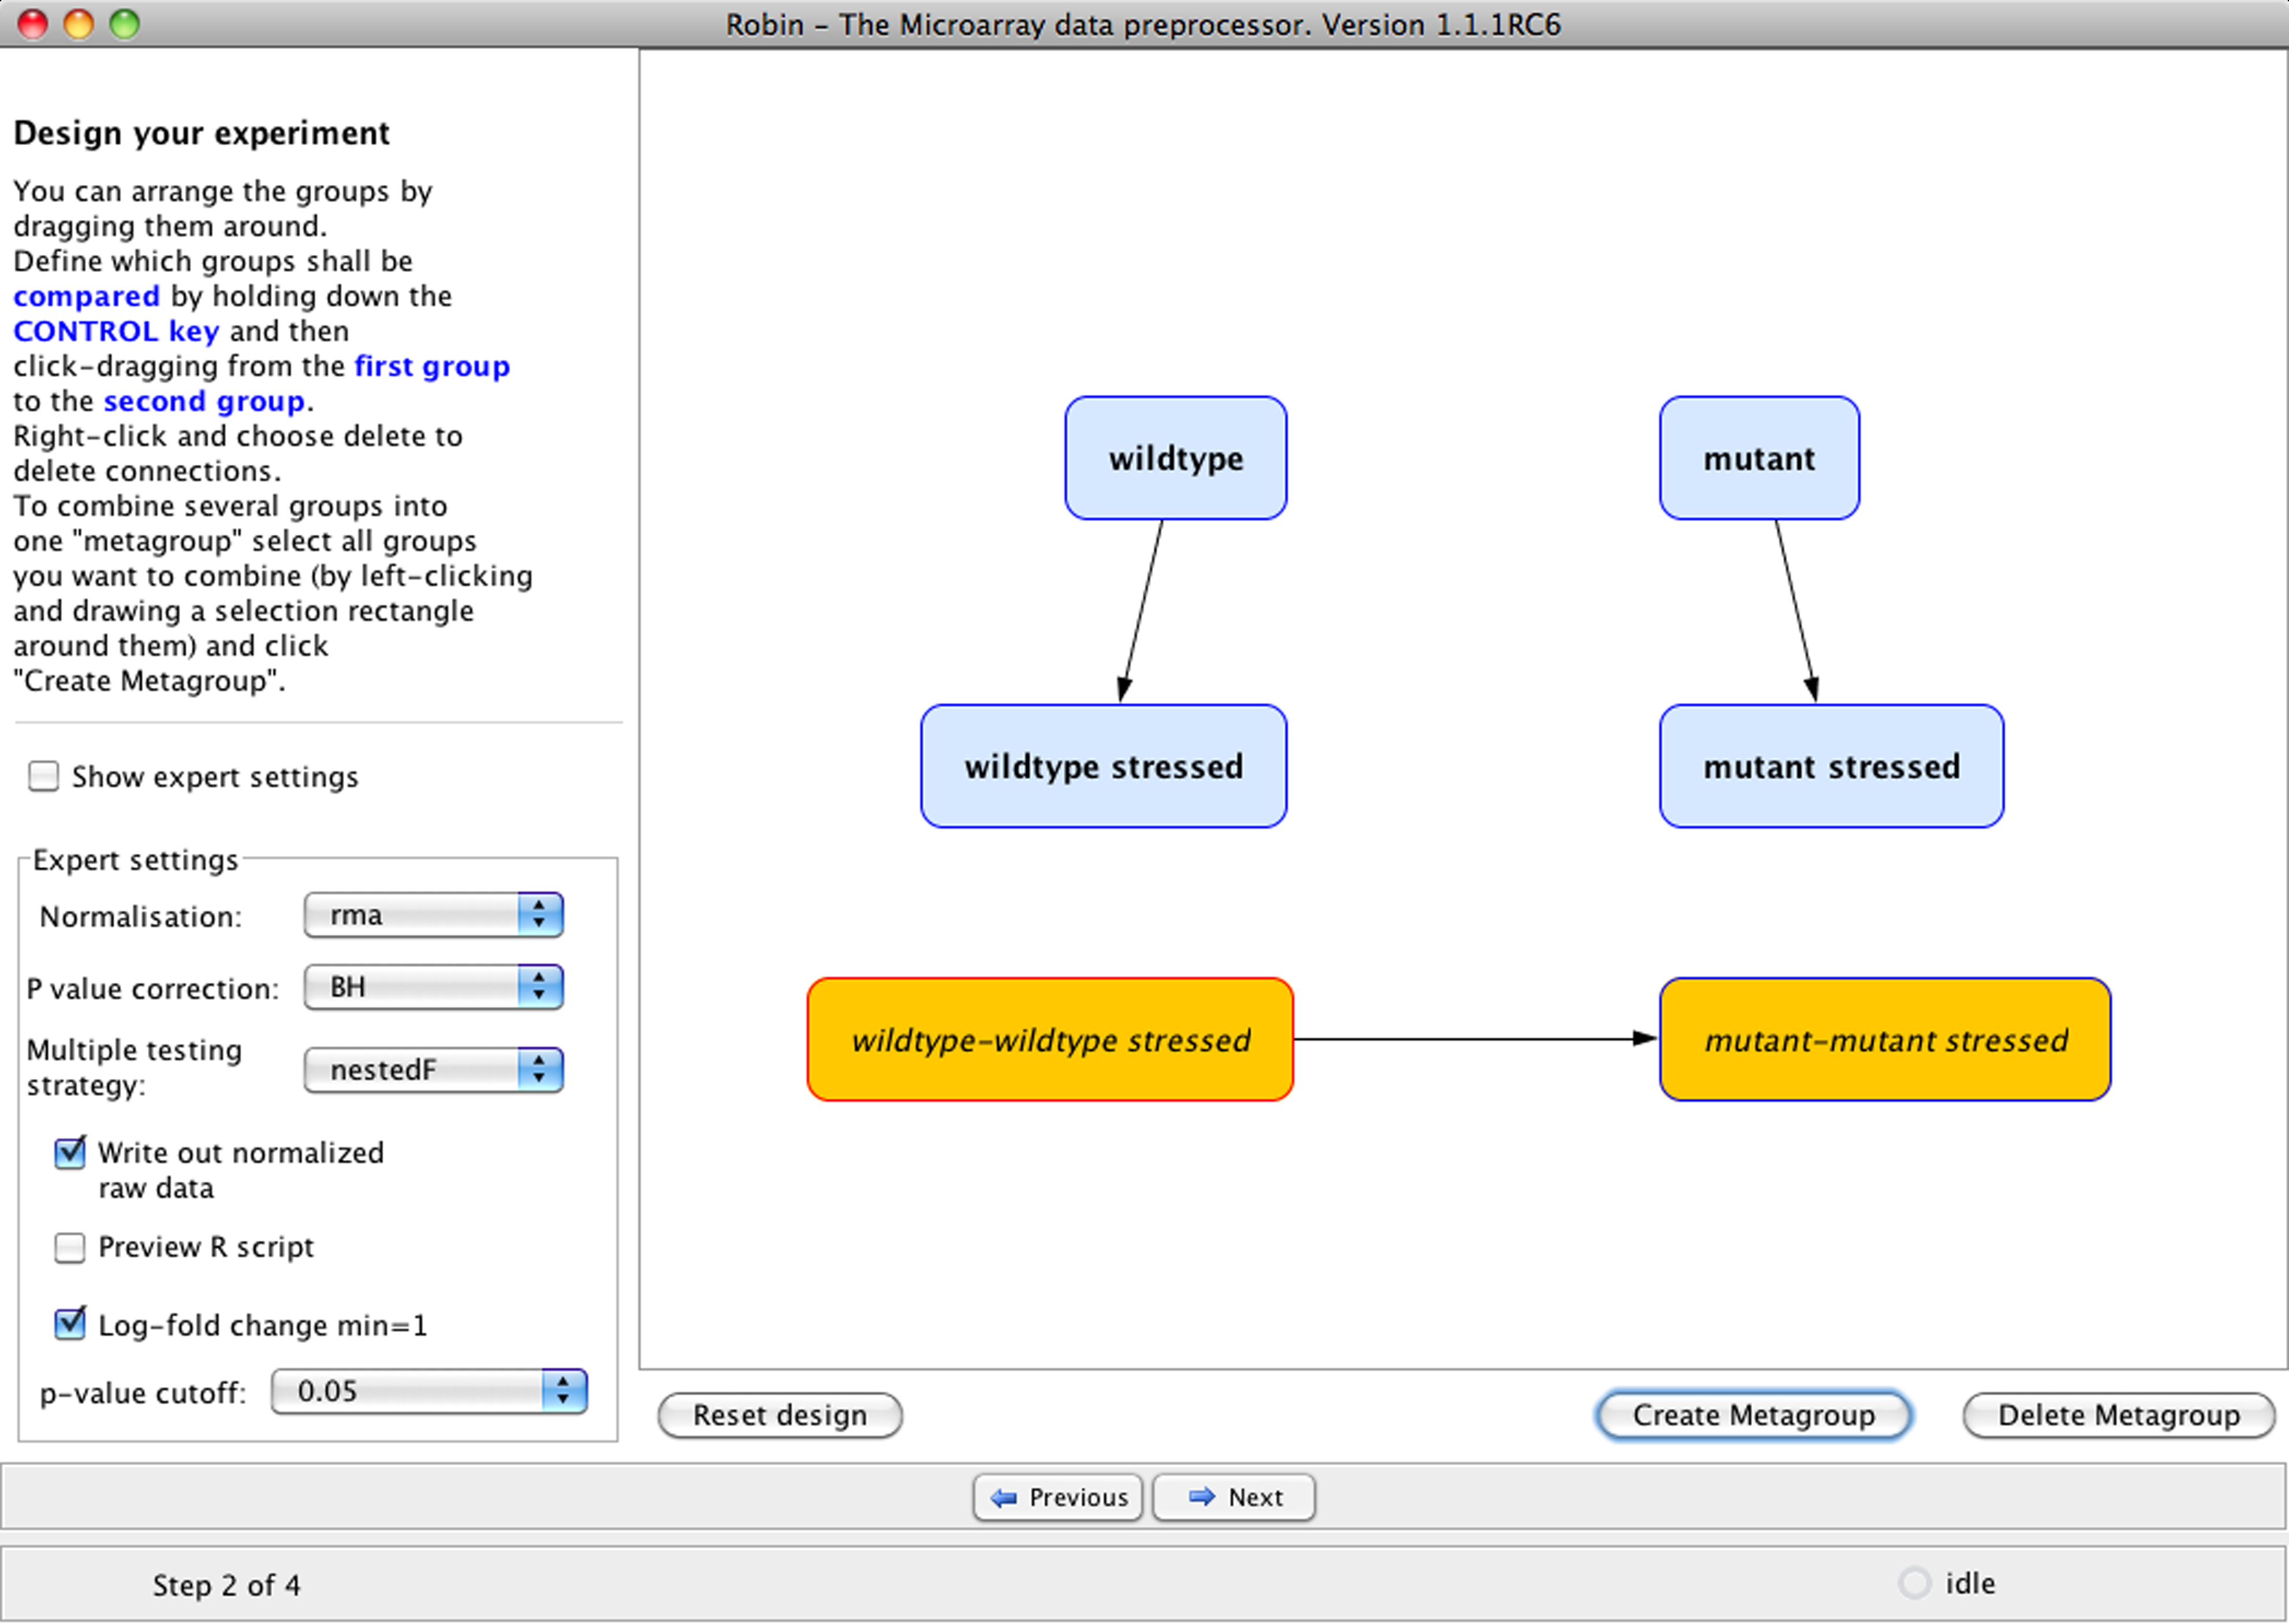 Robin – The Microarray data preprocessor. Version 1.1.1RC6
Design your experiment
You can arrange the groups by
dragging them around.
Define which groups shall be
compared by holding down the
CONTROL key and then
click–dragging from the first group
to the second group.
Right–click and choose delete to
delete connections.
To combine several groups into
one "metagroup" select all groups
you want to combine (by left–clicking
and drawing a selection rectangle
around them) and click
"Create Metagroup".
Show expert settings
Expert settings
Normalisation: rma
P value correction: BH
Multiple testing
strategy: nestedF
Write out normalized
raw data
Preview R script
Log–fold change min=1
p–value cutoff: 0.05
wildtype
mutant
wildtype stressed
mutant stressed
wildtype–wildtype stressed
mutant–mutant stressed
Reset design
Create Metagroup
Delete Metagroup
Previous
Next
Step 2 of 4
idle